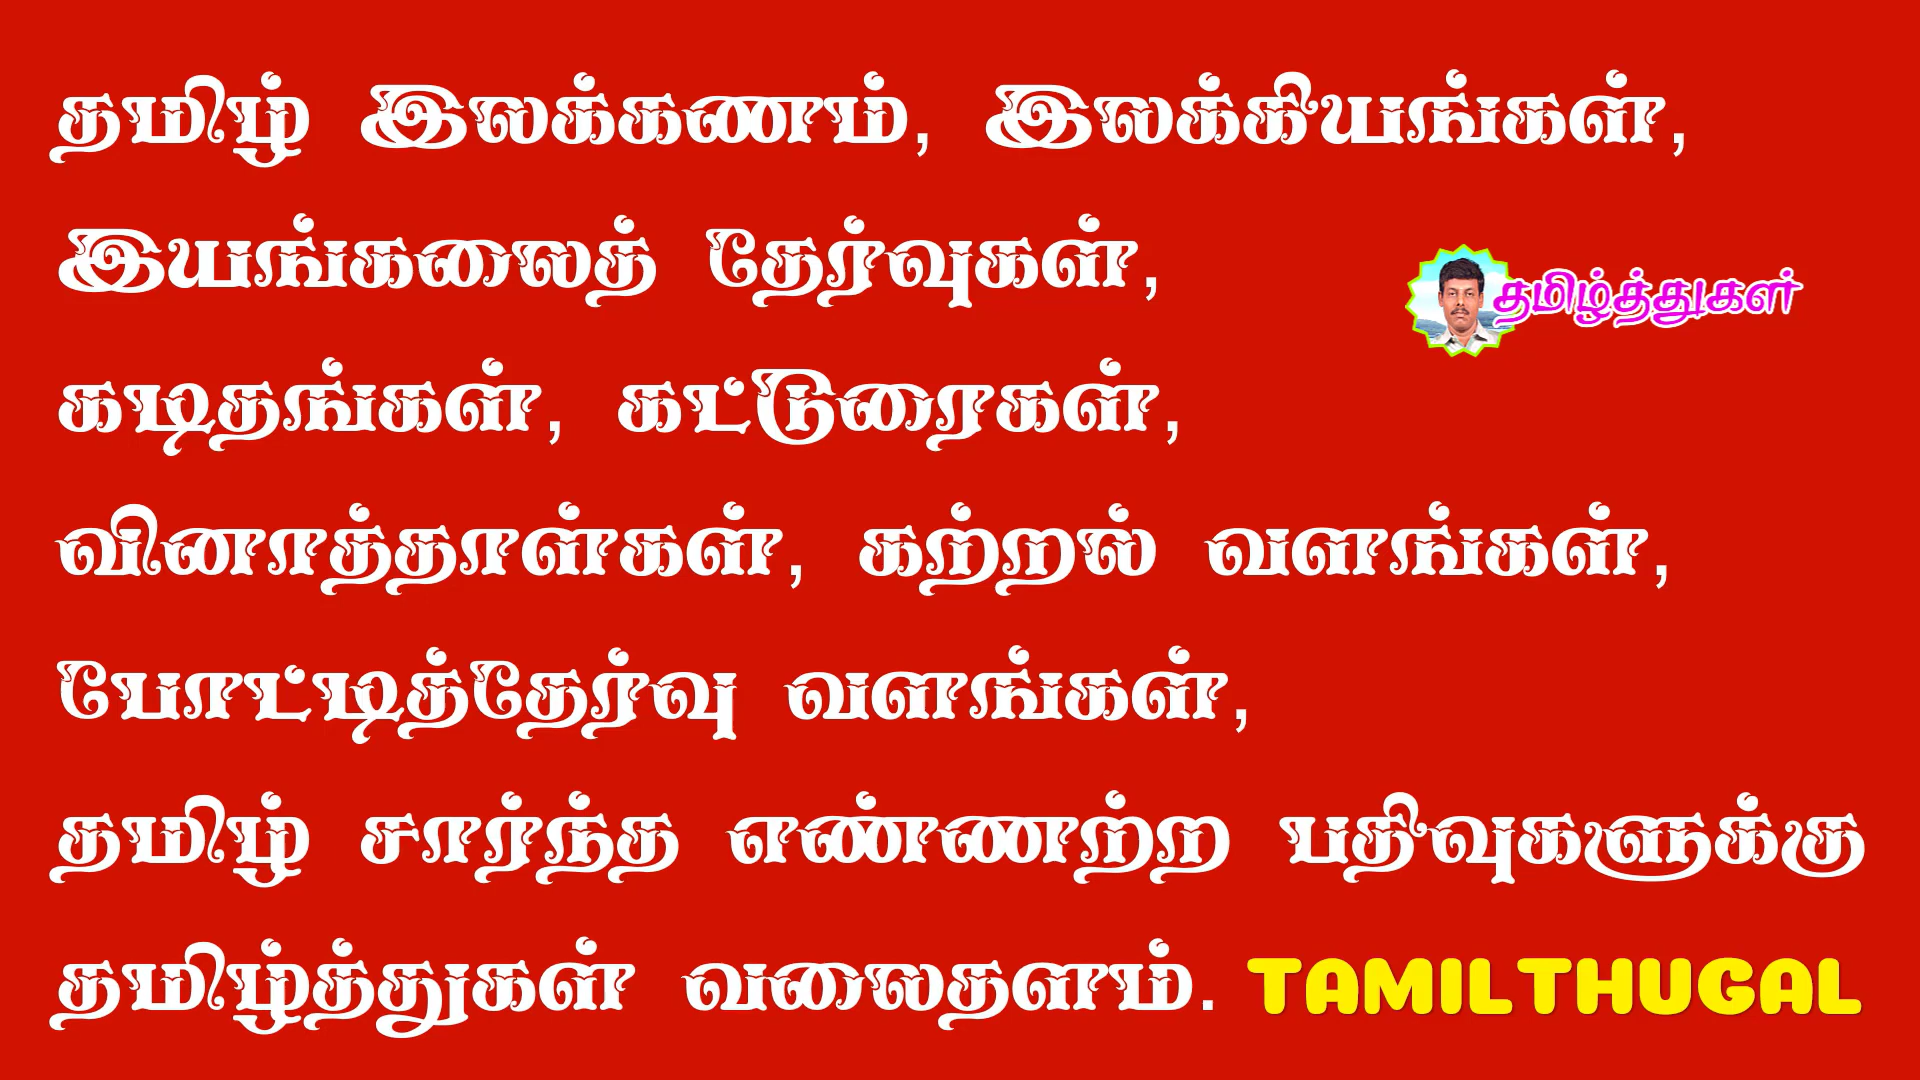 தமிழ் இலக்கணம், இலக்கியங்கள்,
இயங்கலைத் தேர்வுகள்,
தமிழ்த்துகள்
கடிதங்கள், கட்டுரைகள்,
வினாத்தாள்கள், கற்றல் வளங்கள்,
போட்டித்தேர்வு வளங்கள்,
தமிழ் சார்ந்த எண்ணற்ற பதிவுகளுக்கு
தமிழ்த்துகள் வலைதளம். TAMILTHUGAL